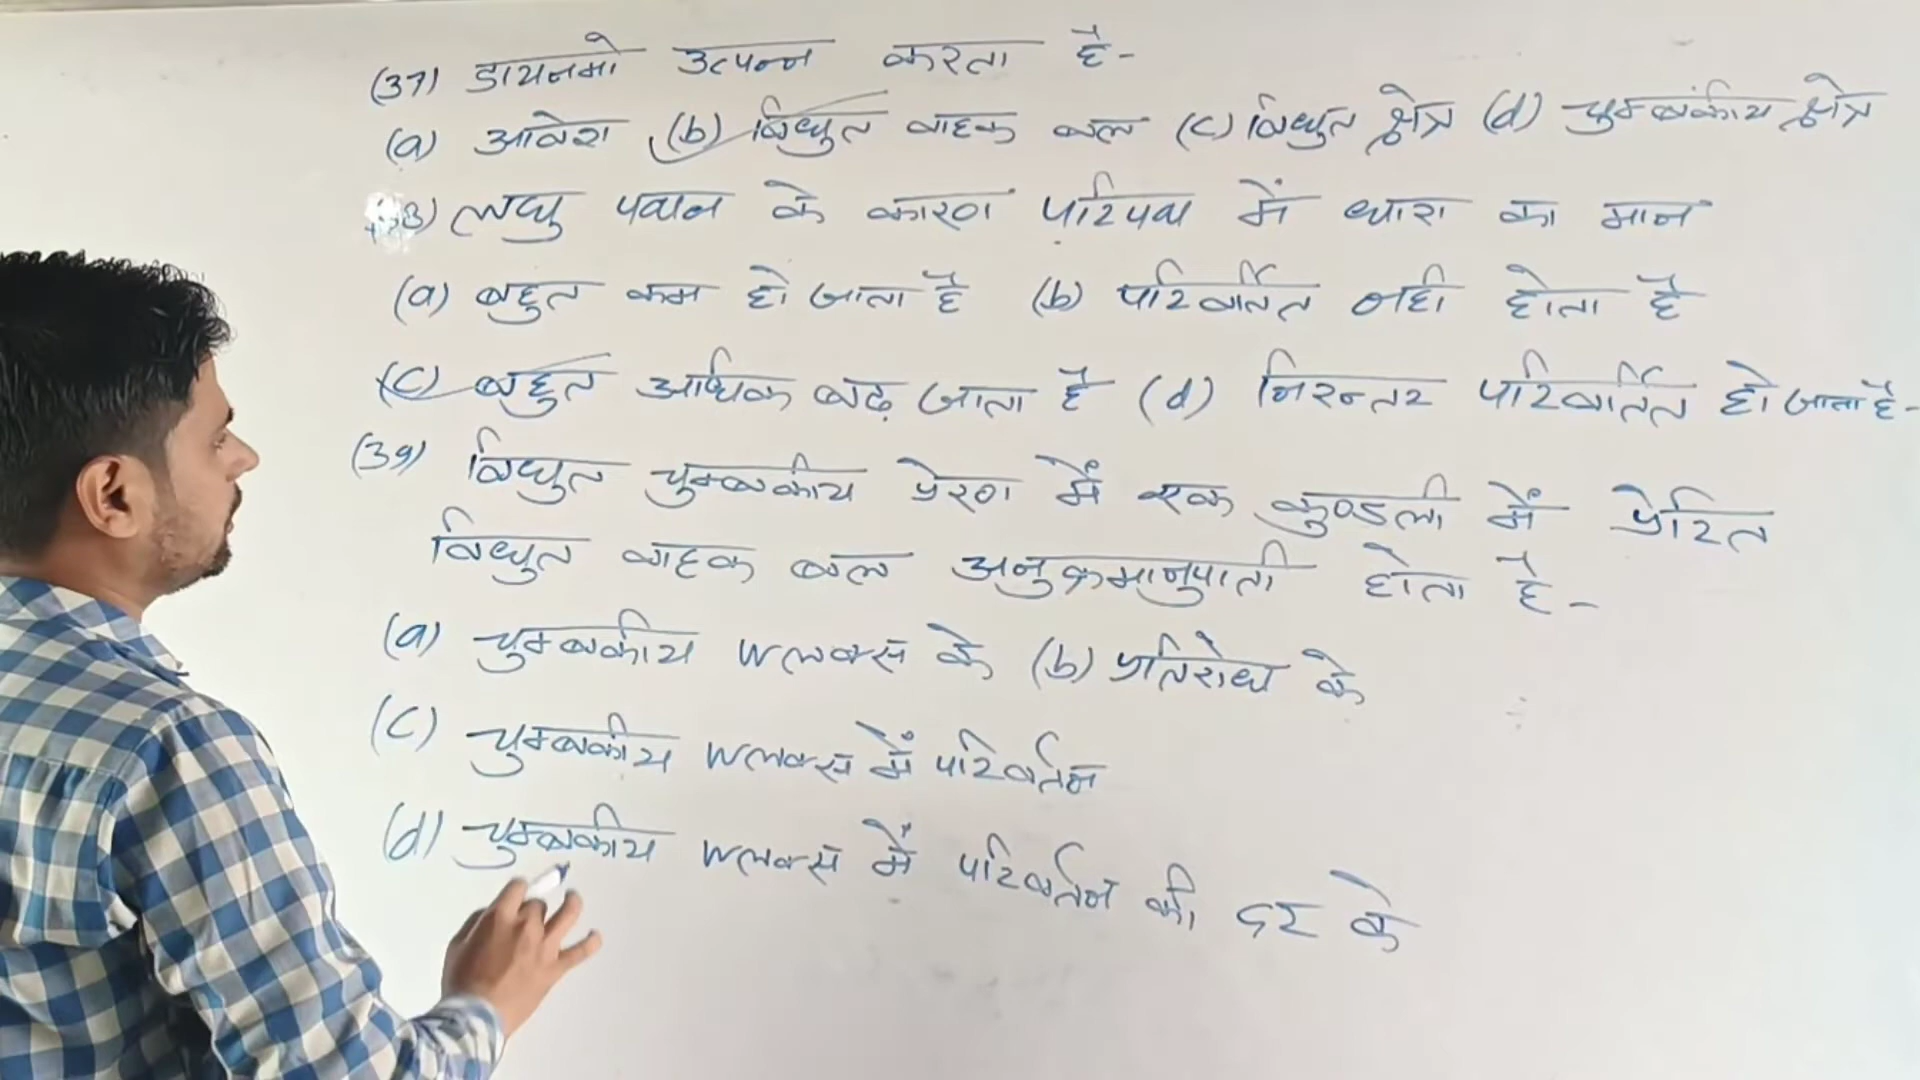 (37) डायनमो उत्पन्न करता है-
(a) आवेश (b) विधुत वाहक बल (c) विधुत क्षेत्र (d) चुम्बकीय क्षेत्र
(38) लघु पथन के कारण परिपथ में धारा का मान
(a) बहुत कम हो जाता है (b) परिवर्तित नही होता है
(c) बहुत अधिक बढ़ जाता है (d) निरन्तर परिवर्तित हो जाता है-
(39) विधुत चुम्बकीय प्रेरण में एक कुण्डली में प्रेरित
विधुत वाहक बल अनुक्रमानुपाती होता है-
(a) चुम्बकीय फ्लक्स के (b) प्रतिरोध के
(c) चुम्बकीय फ्लक्स में परिवर्तन
(d) चुम्बकीय फ्लक्स में परिवर्तन की दर के